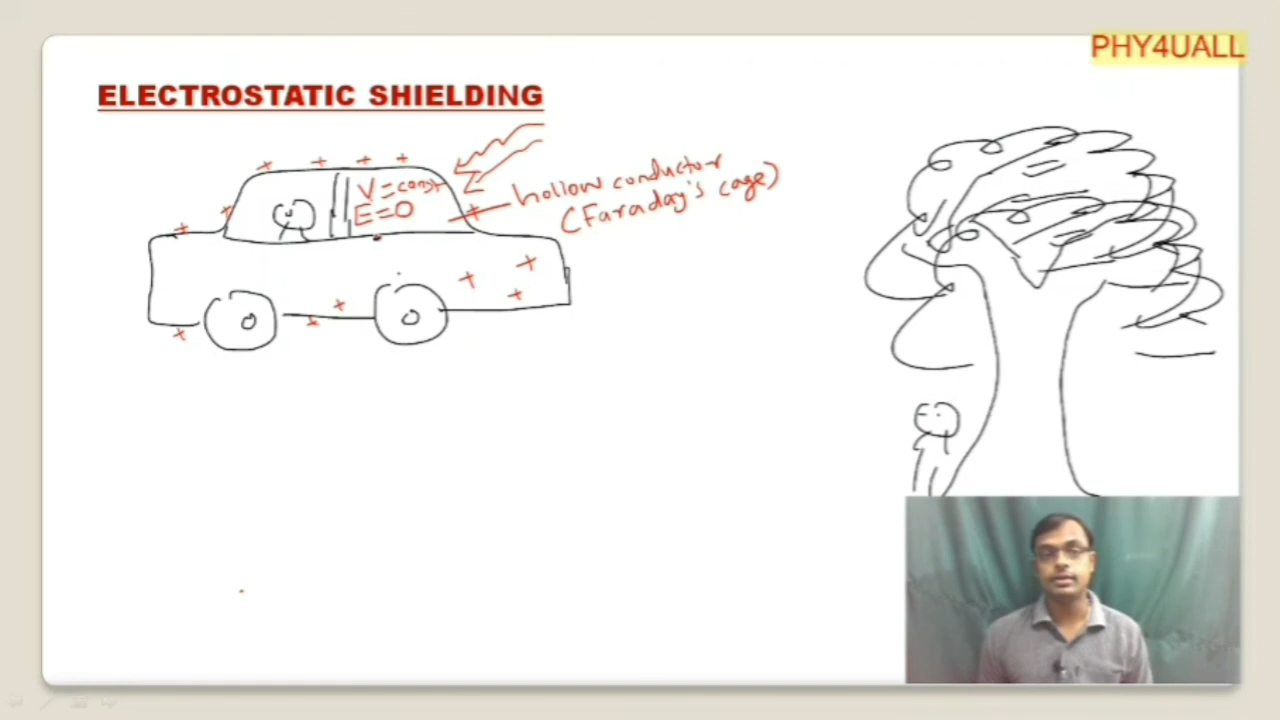 PHY4UALL
ELECTROSTATIC SHIELDING
V=const
E=0
hollow conductor
(Faraday's cage)